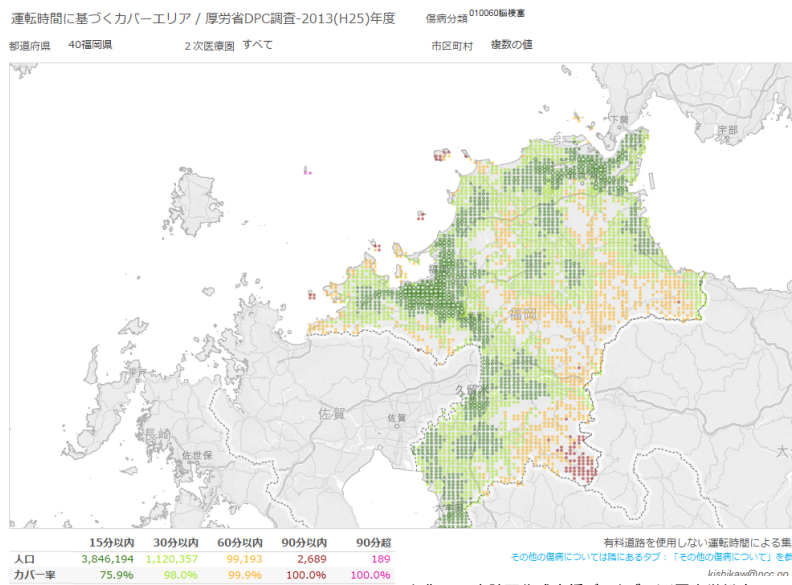 運転時間に基づくカバーエリア / 厚労省DPC調査-2013(H25)年度 傷病分類 010060脳梗塞
都道府県 40福岡県 2次医療圏 すべて 市区町村 複数の値
下関
宇部
福岡
久留米
佐賀
佐賀
平戸
長崎
佐世保
大
15分以内 30分以内 60分以内 90分以内 90分超
人口 3,846,194 1,120,357 99,193 2,689 189
カバー率 75.9% 98.0% 99.9% 100.0% 100.0%
有料道路を使用しない運転時間による集
その他の傷病については隣にあるタブ：「その他の傷病について」を参
kishikaw@ncc.go